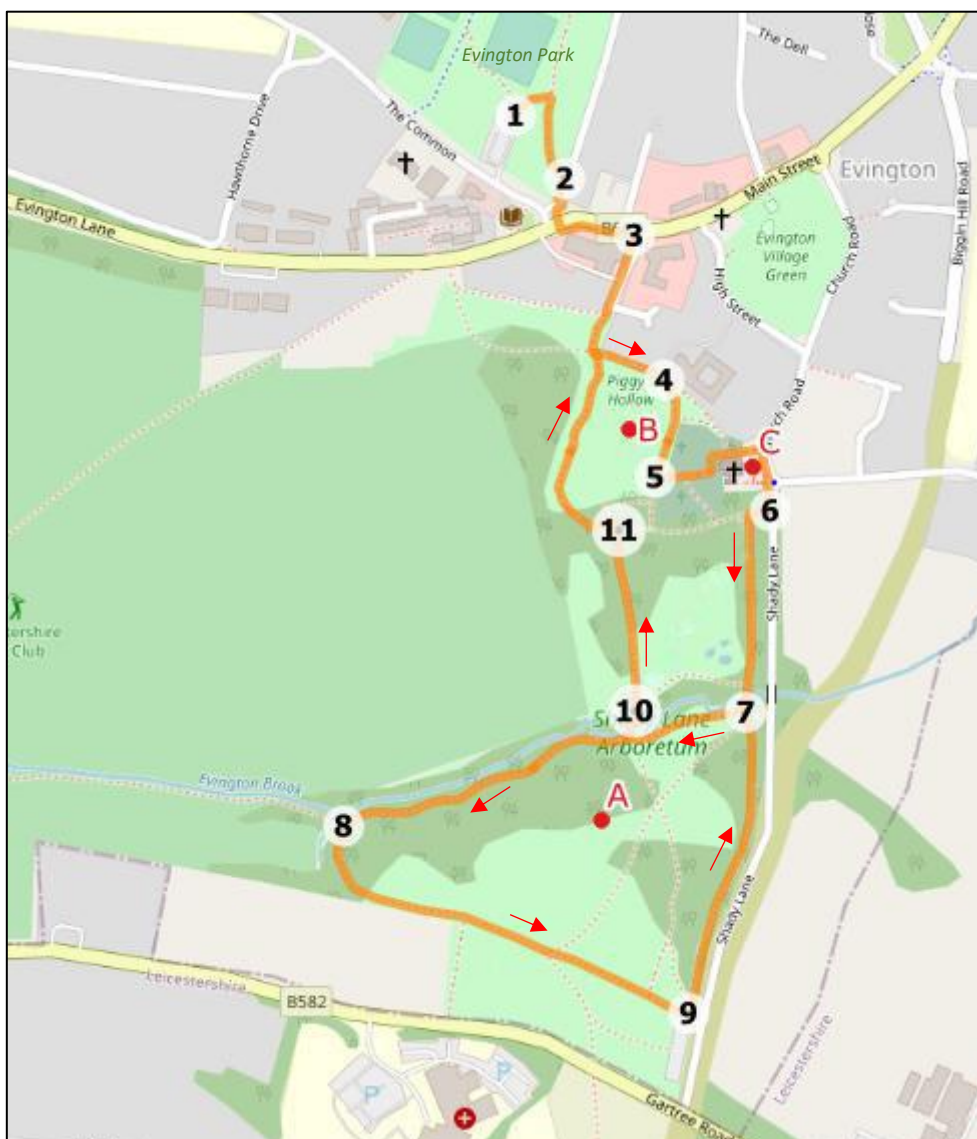 Evington Park
The Dell
1
The Common
Hawthorne Drive
2
Main Street
Evington
Biggin Hill Road
Evington Lane
3
Evington
Village
Green
Church Road
High Street
4
Piggy
Hollow
B
C
5
6
11
Shady Lane
Club
10
7
Arboretum
Evington Brook
A
8
Shady Lane
Leicestershire
B582
9
Leicestershire
P
P
Gartree Road